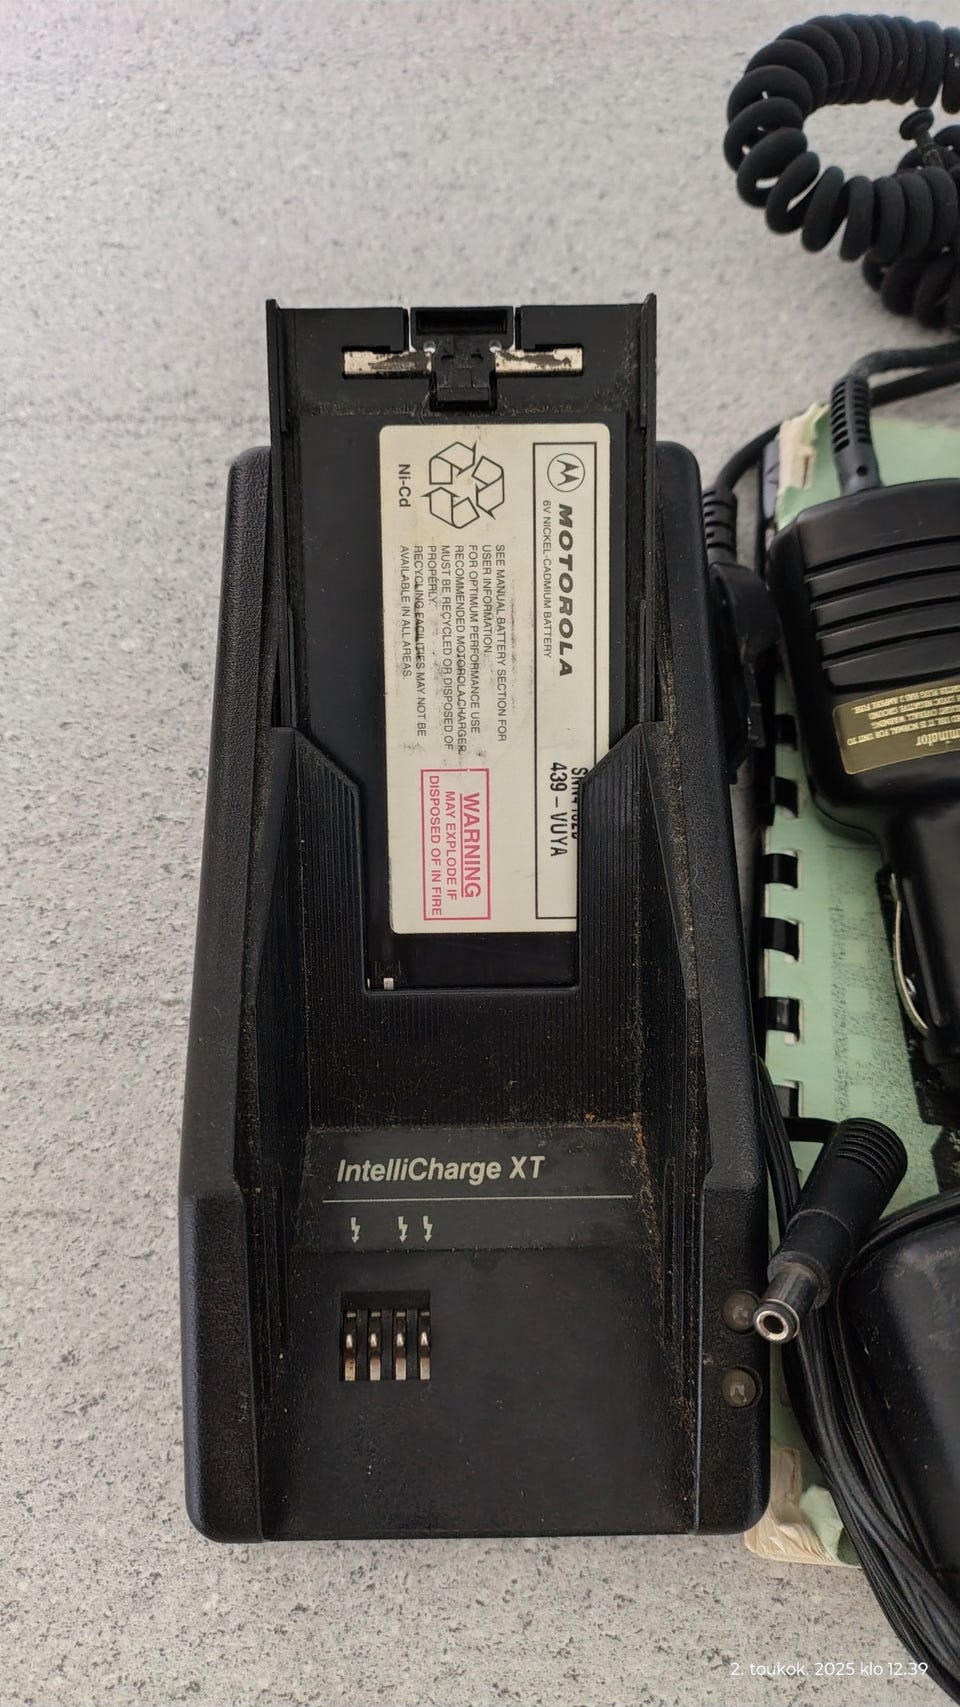 MOTOROLA
6V NICKEL-CADMIUM BATTERY
439-VUYA
Ni-Cd
SEE MANUAL BATTERY SECTION FOR
USER INFORMATION.
FOR OPTIMUM PERFORMANCE USE
RECOMMENDED MOTOROLA CHARGER.
MUST BE RECYCLED OR DISPOSED OF
PROPERLY.
RECYCLING FACILITIES MAY NOT BE
AVAILABLE IN ALL AREAS.
WARNING
MAY EXPLODE IF
DISPOSED OF IN FIRE
IntelliCharge XT
2. toukok. 2025 klo 12.39